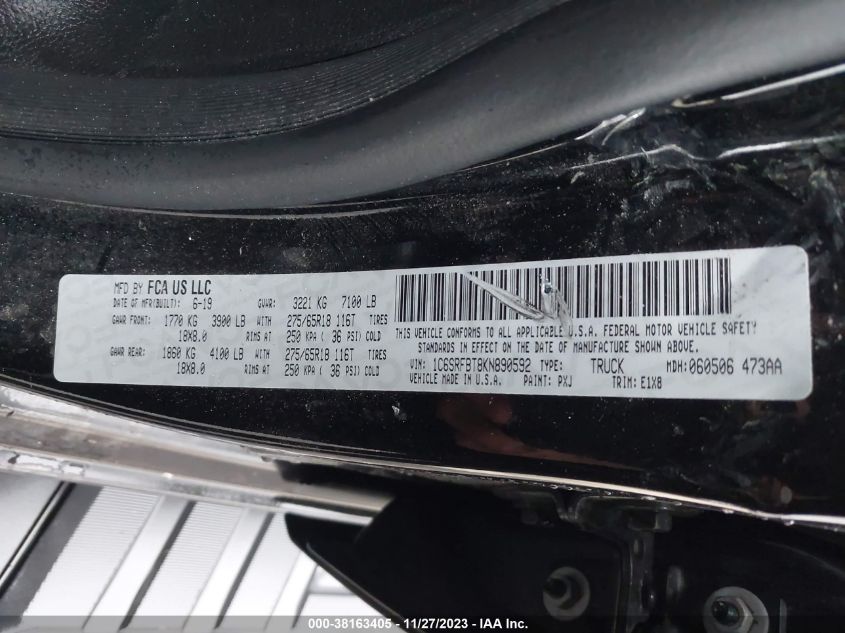 MFD BY FCA US LLC
DATE OF MFR(BUILT): 6-19 GVWR: 3221 KG 7100 LB
GAWR FRONT: 1770 KG 3900 LB WITH 275/65R18 116T TIRES
18X8.0 RIMS AT 250 KPA ( 36 PSI) COLD
GAWR REAR: 1860 KG 4100 LB WITH 275/65R18 116T TIRES
18X8.0 RIMS AT 250 KPA ( 36 PSI) COLD
THIS VEHICLE CONFORMS TO ALL APPLICABLE U.S.A. FEDERAL MOTOR VEHICLE SAFETY
STANDARDS IN EFFECT ON THE DATE OF MANUFACTURE SHOWN ABOVE.
VIN: 1C6SRFBT8KN890592 TYPE: TRUCK MDH: 060506 473AA
VEHICLE MADE IN U.S.A. PAINT: PXJ TRIM: E1X8
000-38163405 - 11/27/2023 - IAA Inc.